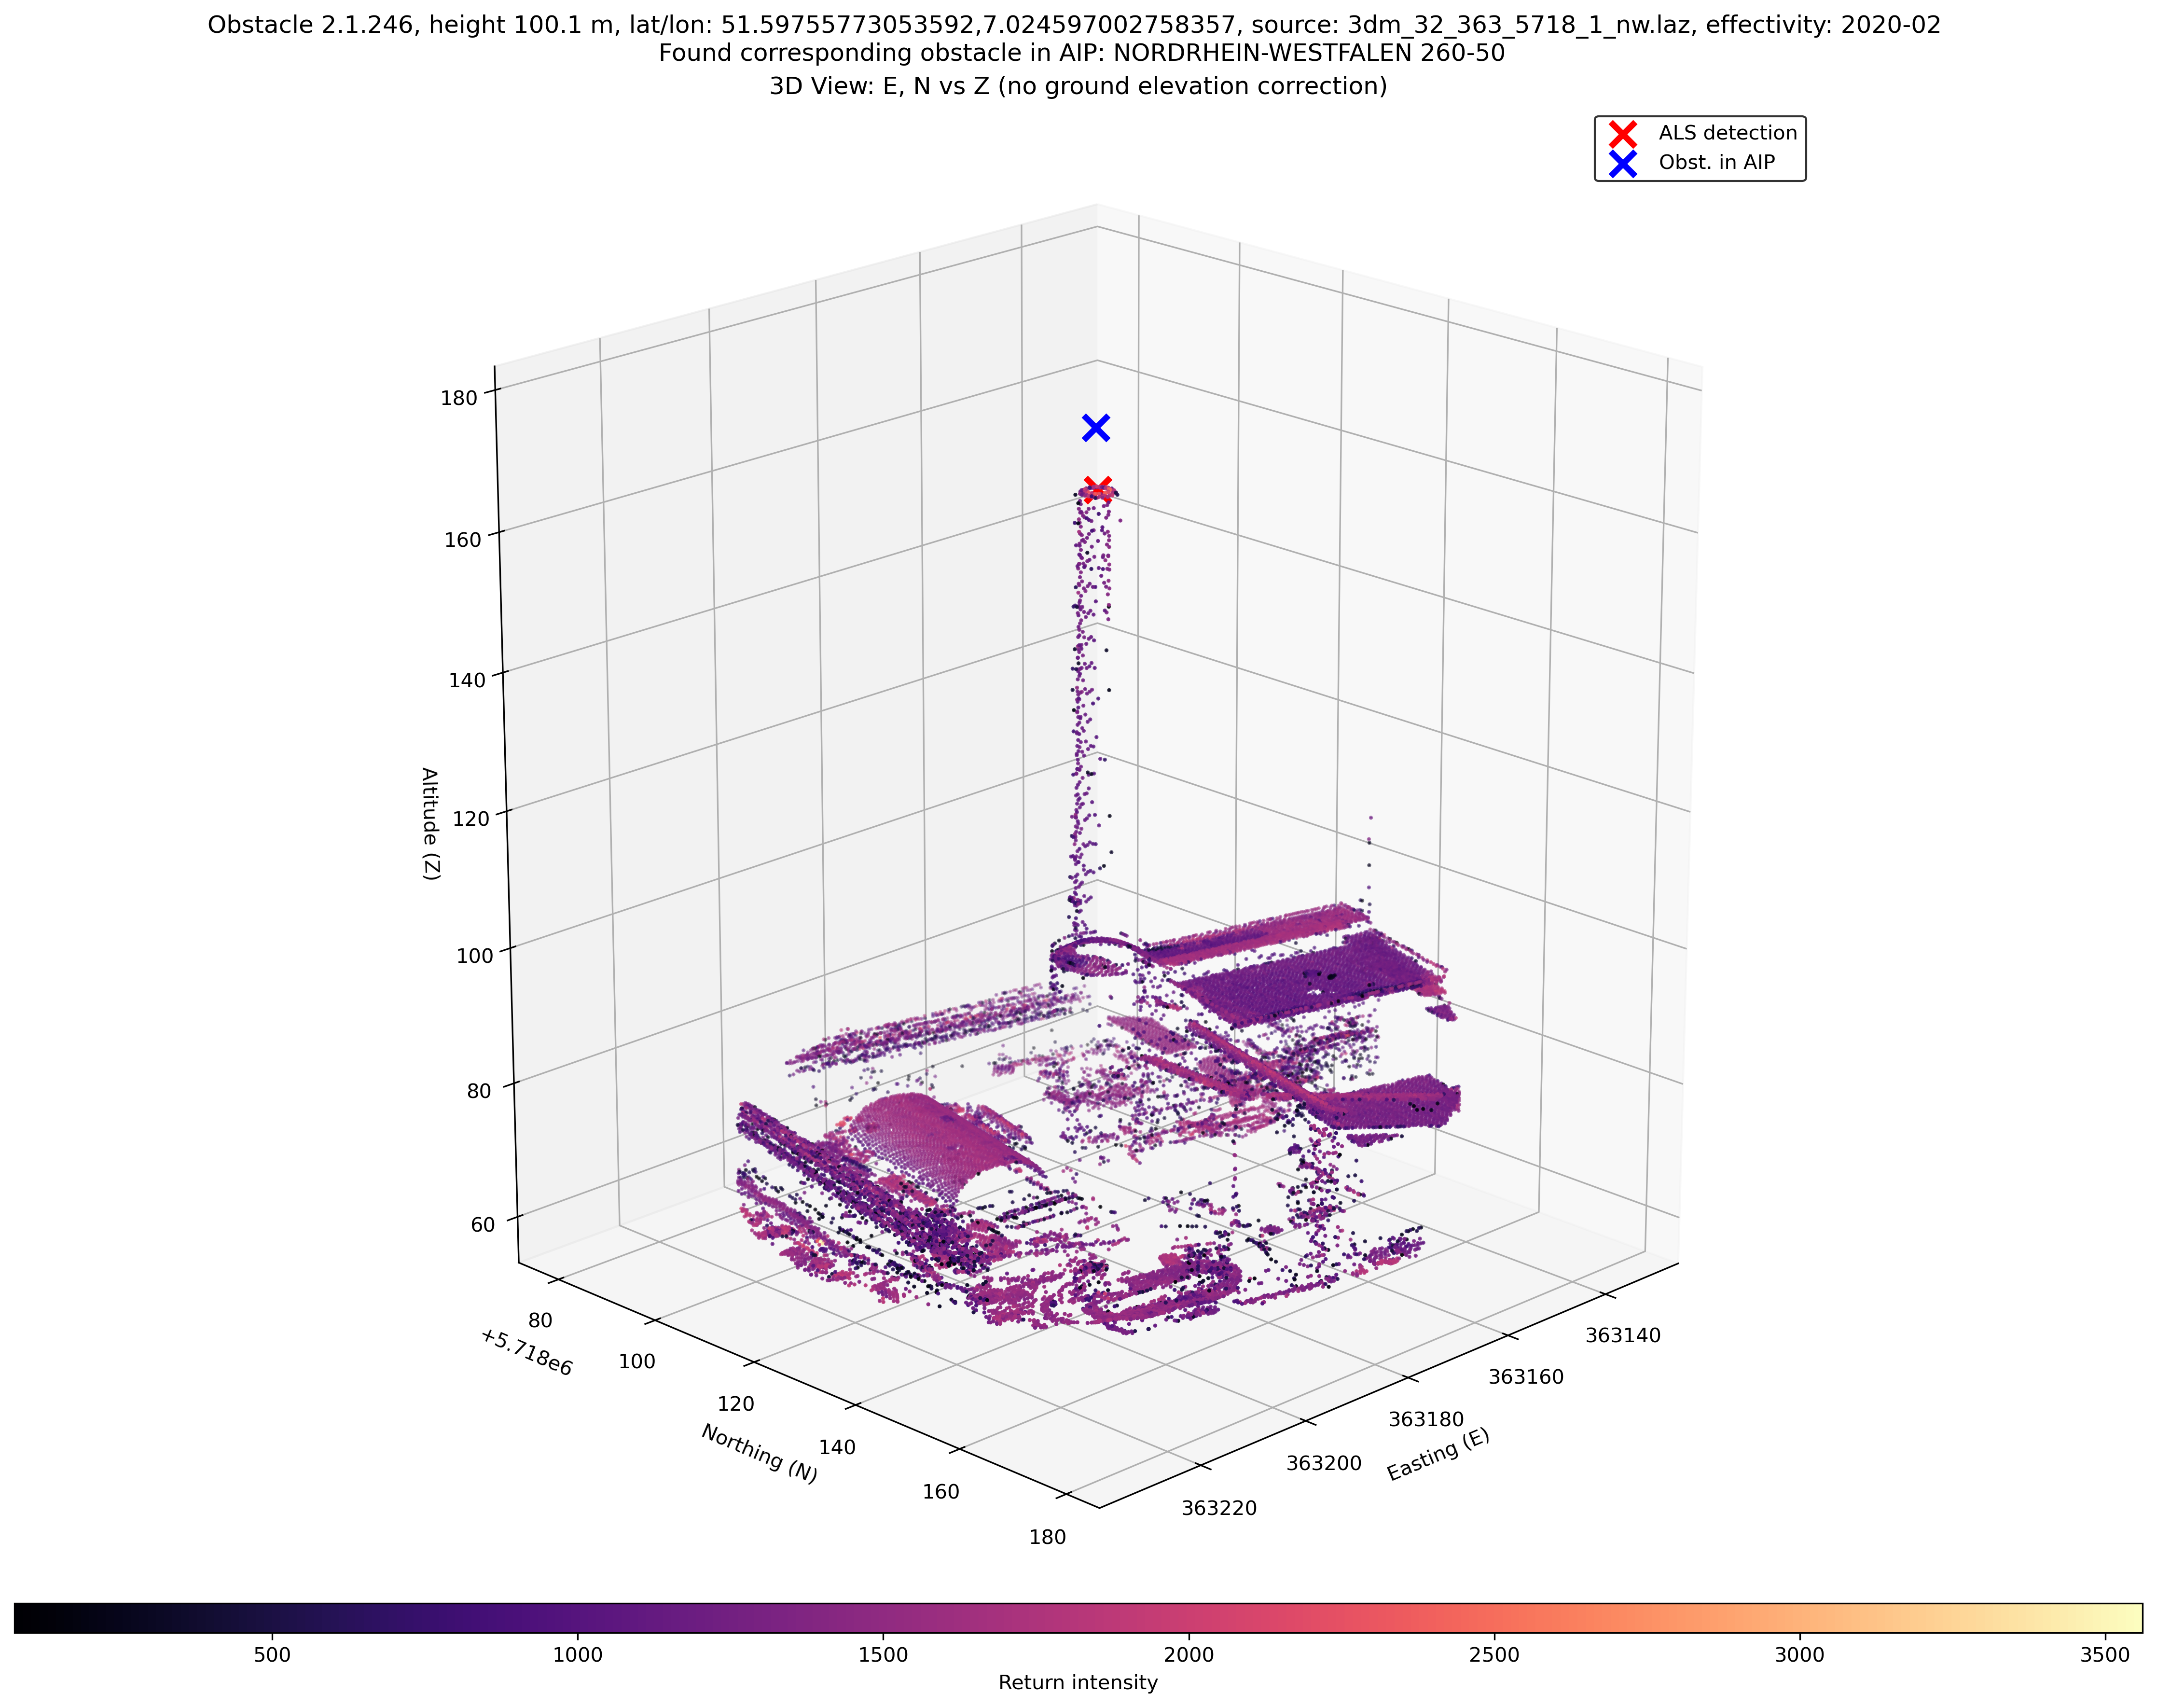 Obstacle 2.1.246, height 100.1 m, lat/lon: 51.59755773053592,7.024597002758357, source: 3dm_32_363_5718_1_nw.laz, effectivity: 2020-02
Found corresponding obstacle in AIP: NORDRHEIN-WESTFALEN 260-50
3D View: E, N vs Z (no ground elevation correction)
ALS detection
Obst. in AIP
180
160
140
120
100
80
60
Altitude (Z)
80
100
120
140
160
180
+5.718e6
Northing (N)
363140
363160
363180
363200
363220
Easting (E)
500
1000
1500
2000
2500
3000
3500
Return intensity